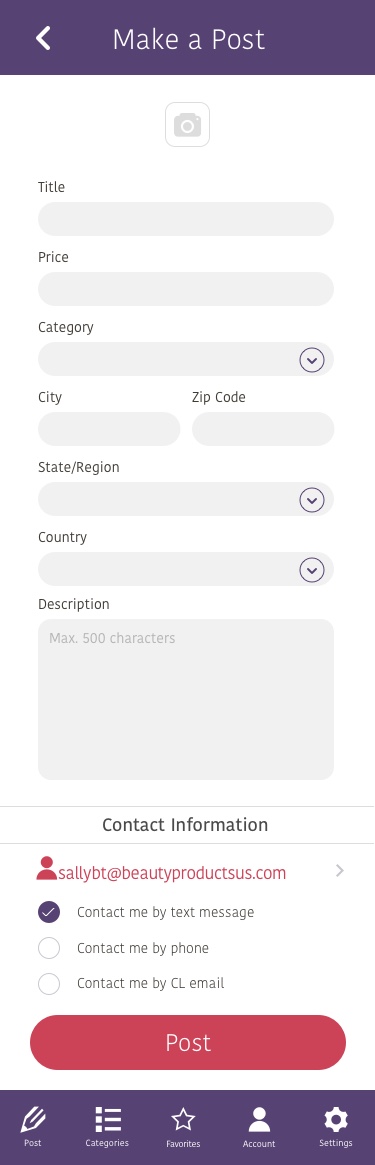 Make a Post
Title
Price
Category
City Zip Code
State/Region
Country
Description
Max. 500 characters
Contact Information
sallybt@beautyproductsus.com
Contact me by text message
Contact me by phone
Contact me by CL email
Post
Post Categories Favorites Account Settings